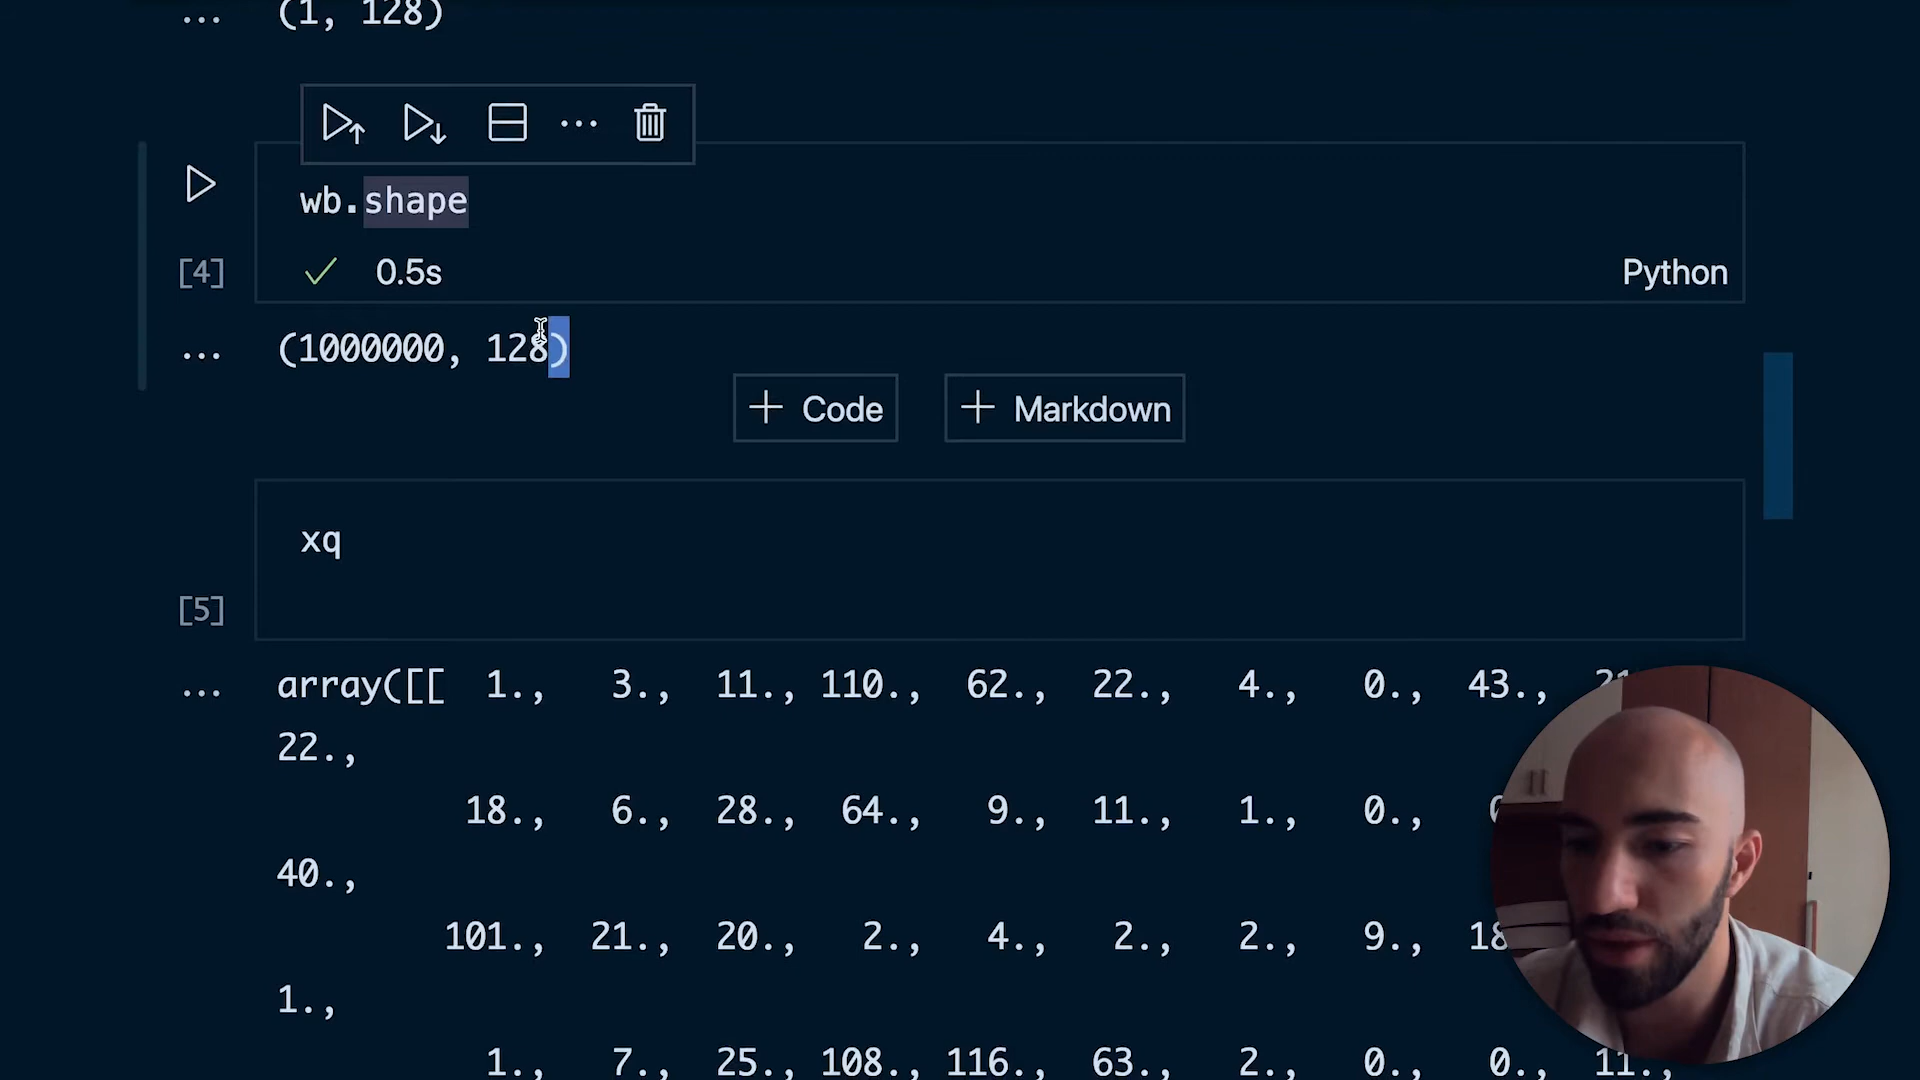 ... (1, 128)
...
wb.shape
[4] 0.5s Python
... (1000000, 128)
+ Code + Markdown
xq
[5]
... array([[ 1., 3., 11., 110., 62., 22., 4., 0., 43.,
22.,
18., 6., 28., 64., 9., 11., 1., 0.,
40.,
101., 21., 20., 2., 4., 2., 2., 9., 18
1.,
1., 7., 25., 108., 116., 63., 2., 0., 0., 11.,